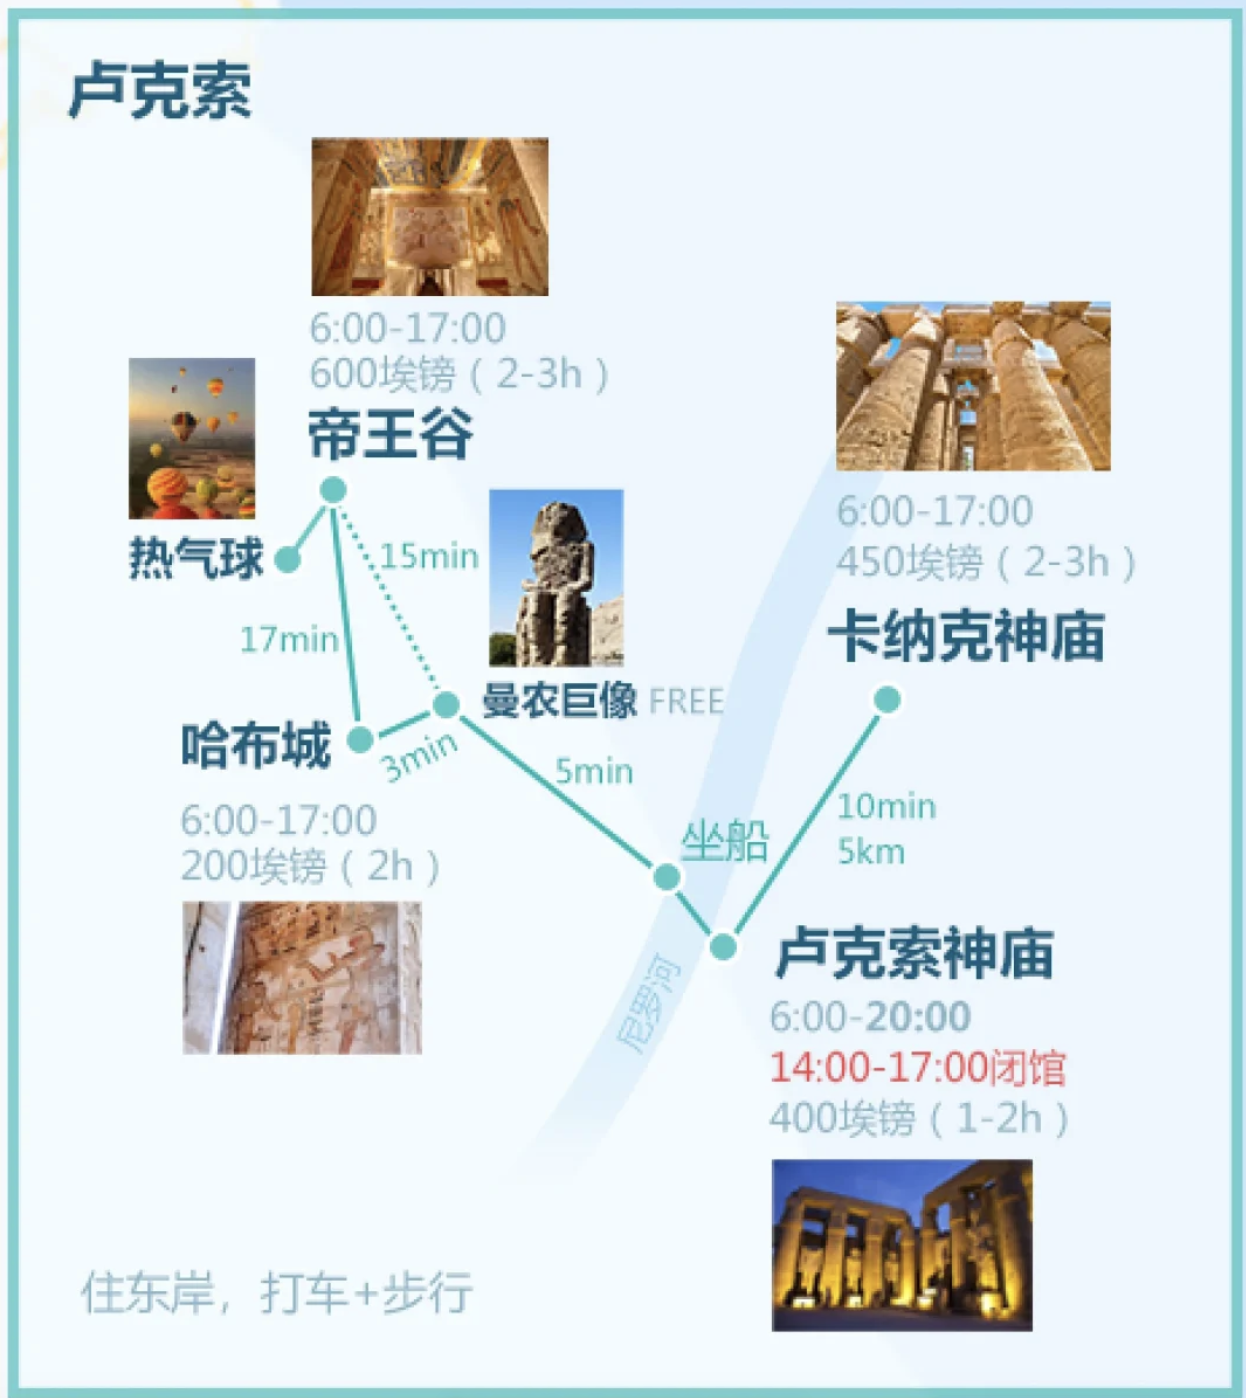 卢克索
6:00-17:00
600埃镑（2-3h）
帝王谷
热气球
15min
17min
曼农巨像 FREE
哈布城
3min
5min
6:00-17:00
200埃镑（2h）
6:00-17:00
450埃镑（2-3h）
卡纳克神庙
10min
5km
坐船
尼罗河
卢克索神庙
6:00-20:00
14:00-17:00闭馆
400埃镑（1-2h）
住东岸，打车+步行